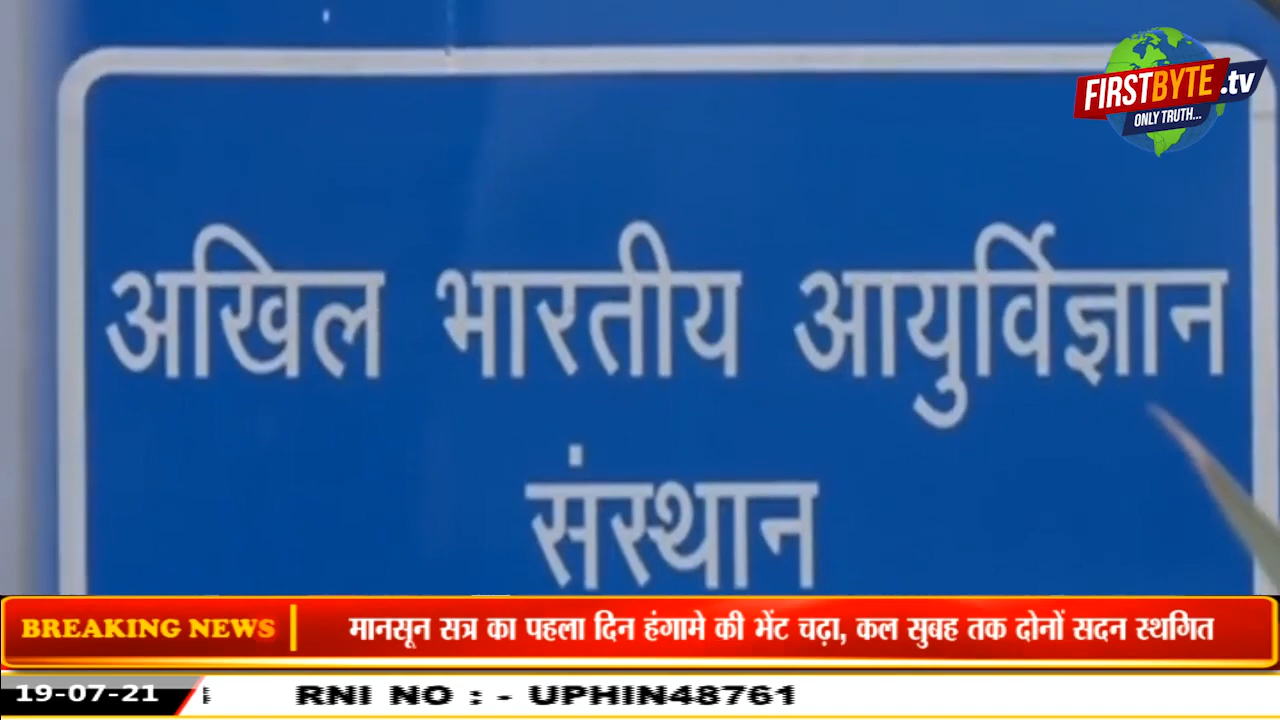 FIRSTBYTE.tv
ONLY TRUTH...
अखिल भारतीय आयुर्विज्ञान
संस्थान
BREAKING NEWS
मानसून सत्र का पहला दिन हंगामे की भेंट चढ़ा, कल सुबह तक दोनों सदन स्थगित
19-07-21
RNI NO : - UPHIN48761